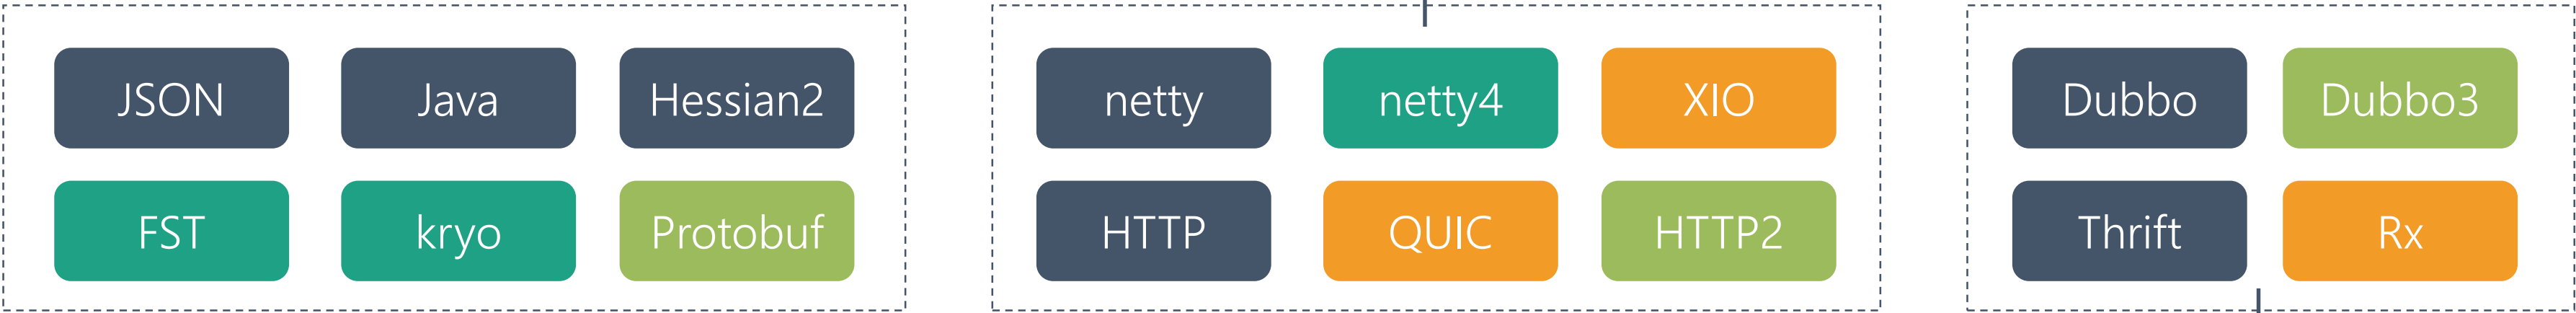 JSON Java Hessian2
FST kryo Protobuf
netty netty4 XIO
HTTP QUIC HTTP2
Dubbo Dubbo3
Thrift Rx